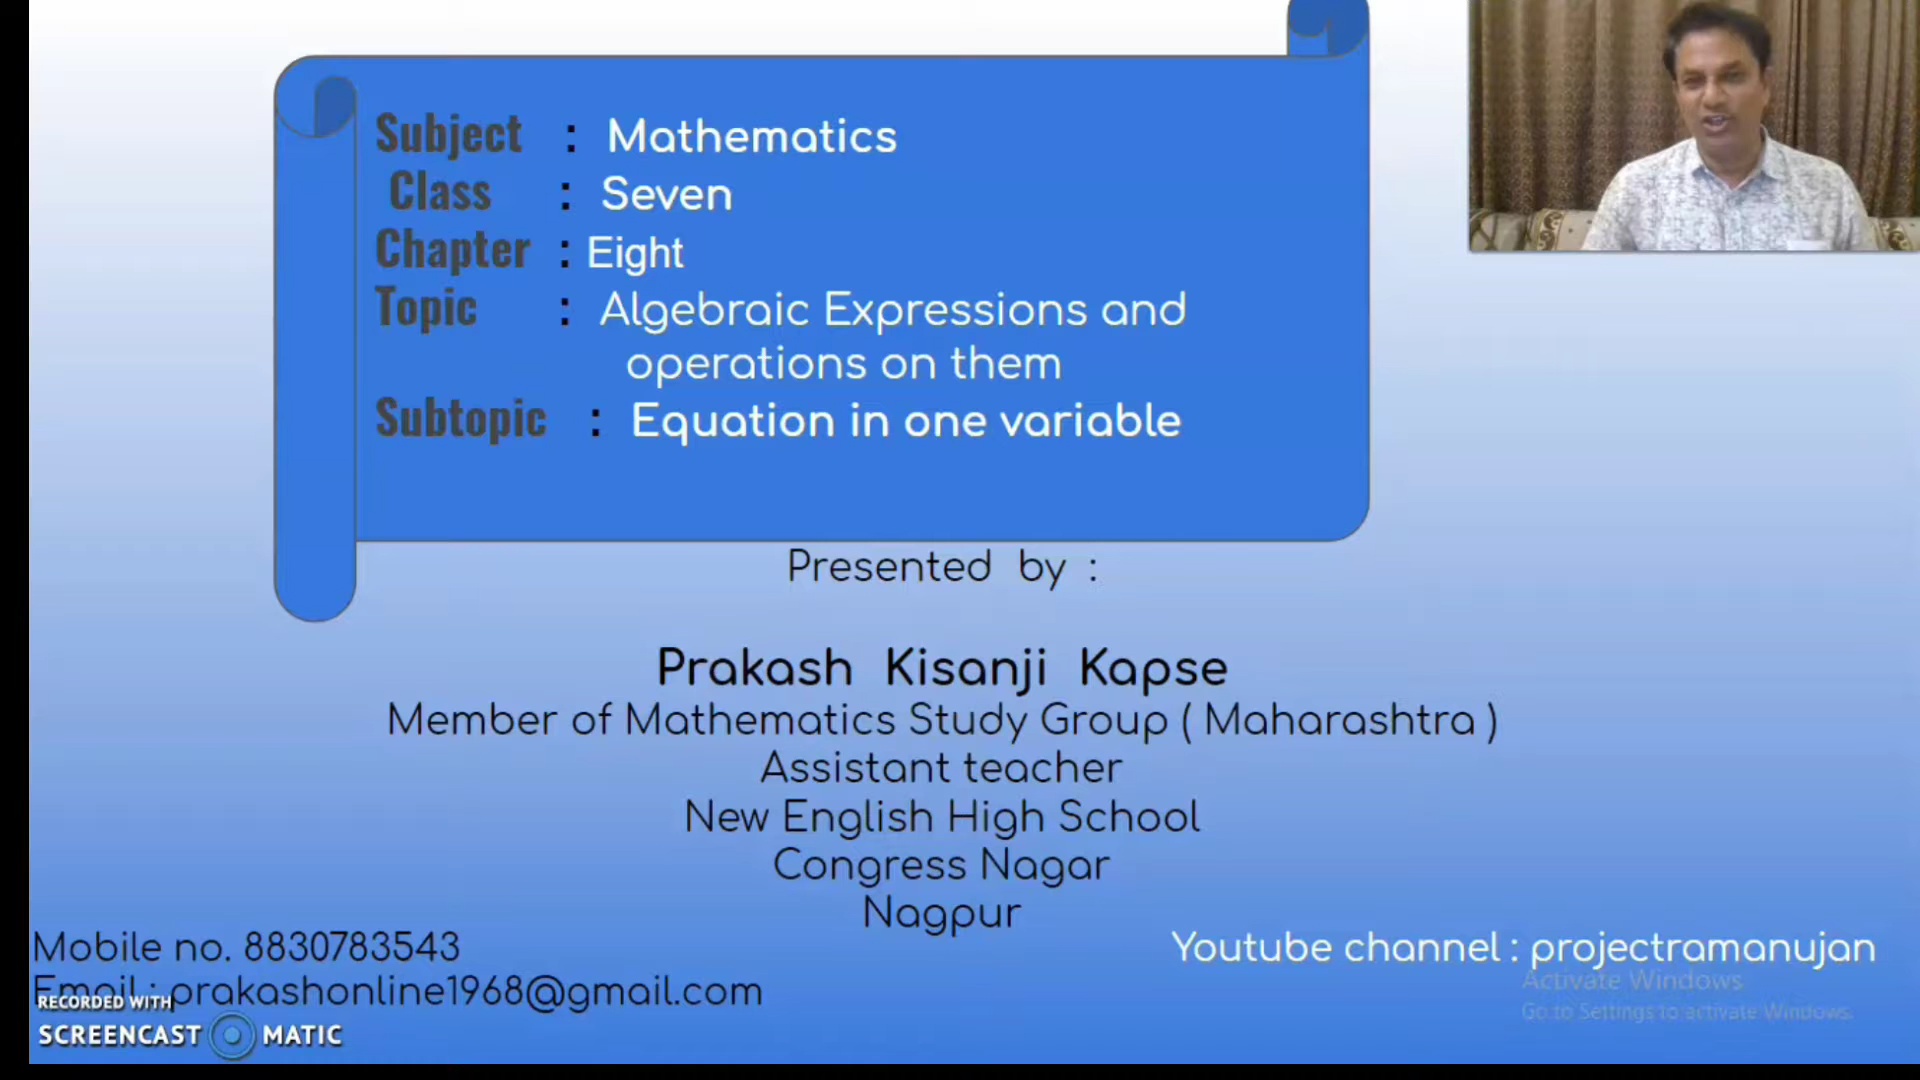 Subject : Mathematics
Class : Seven
Chapter : Eight
Topic : Algebraic Expressions and
operations on them
Subtopic : Equation in one variable
Presented by :
Prakash Kisanji Kapse
Member of Mathematics Study Group ( Maharashtra )
Assistant teacher
New English High School
Congress Nagar
Nagpur
Mobile no. 8830783543
Email : prakashonline1968@gmail.com
Youtube channel : projectramanujan
Activate Windows
Go to Settings to activate Windows.
RECORDED WITH
SCREENCAST MATIC